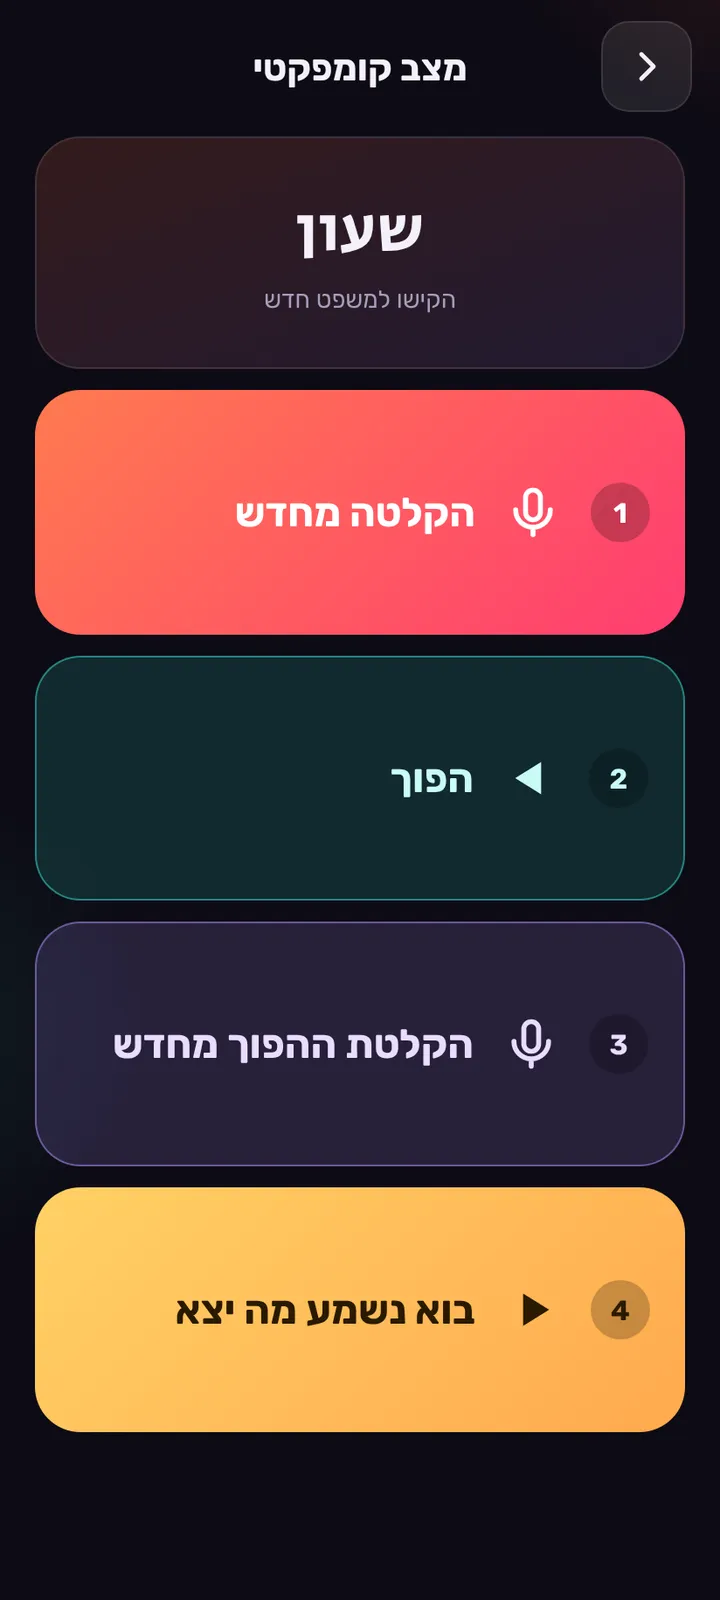 מצב קומפקטי
שעון
הקישו למשפט חדש
1 הקלטה מחדש
2 הפוך
3 הקלטת ההפוך מחדש
4 בוא נשמע מה יצא